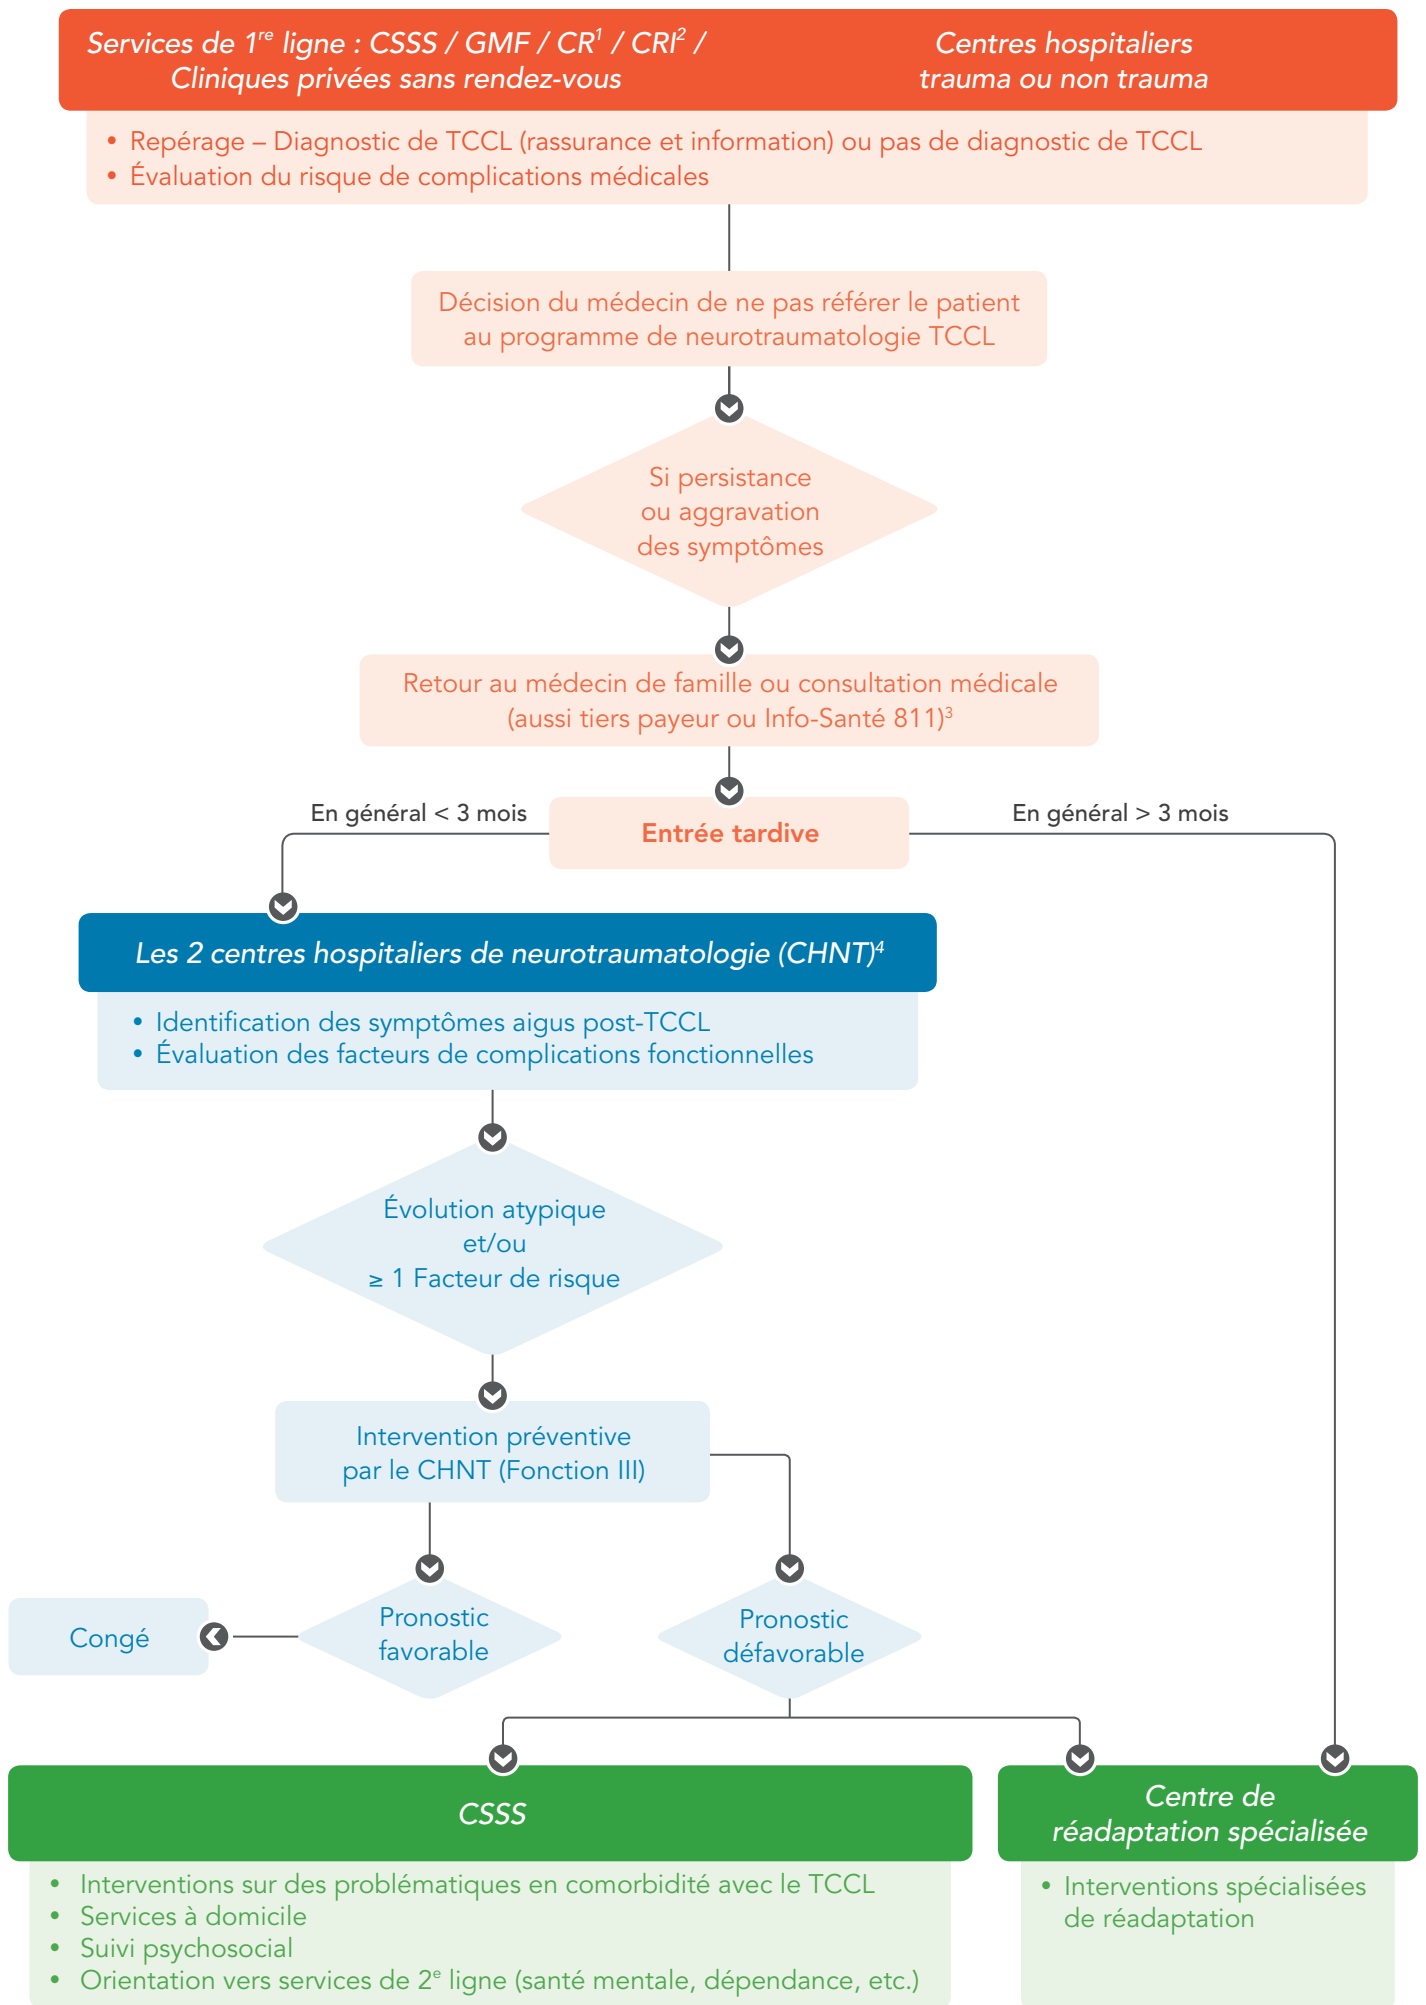 Services de 1re ligne : CSSS / GMF / CR1 / CRI2 /
Cliniques privées sans rendez-vous
Centres hospitaliers
trauma ou non trauma
• Repérage – Diagnostic de TCCL (rassurance et information) ou pas de diagnostic de TCCL
• Évaluation du risque de complications médicales
Décision du médecin de ne pas référer le patient
au programme de neurotraumatologie TCCL
Si persistance
ou aggravation
des symptômes
Retour au médecin de famille ou consultation médicale
(aussi tiers payeur ou Info-Santé 811)3
En général < 3 mois
Entrée tardive
En général > 3 mois
Les 2 centres hospitaliers de neurotraumatologie (CHNT)4
• Identification des symptômes aigus post-TCCL
• Évaluation des facteurs de complications fonctionnelles
Évolution atypique
et/ou
≥ 1 Facteur de risque
Intervention préventive
par le CHNT (Fonction III)
Congé
Pronostic
favorable
Pronostic
défavorable
CSSS
• Interventions sur des problématiques en comorbidité avec le TCCL
• Services à domicile
• Suivi psychosocial
• Orientation vers services de 2e ligne (santé mentale, dépendance, etc.)
Centre de
réadaptation spécialisée
• Interventions spécialisées
de réadaptation